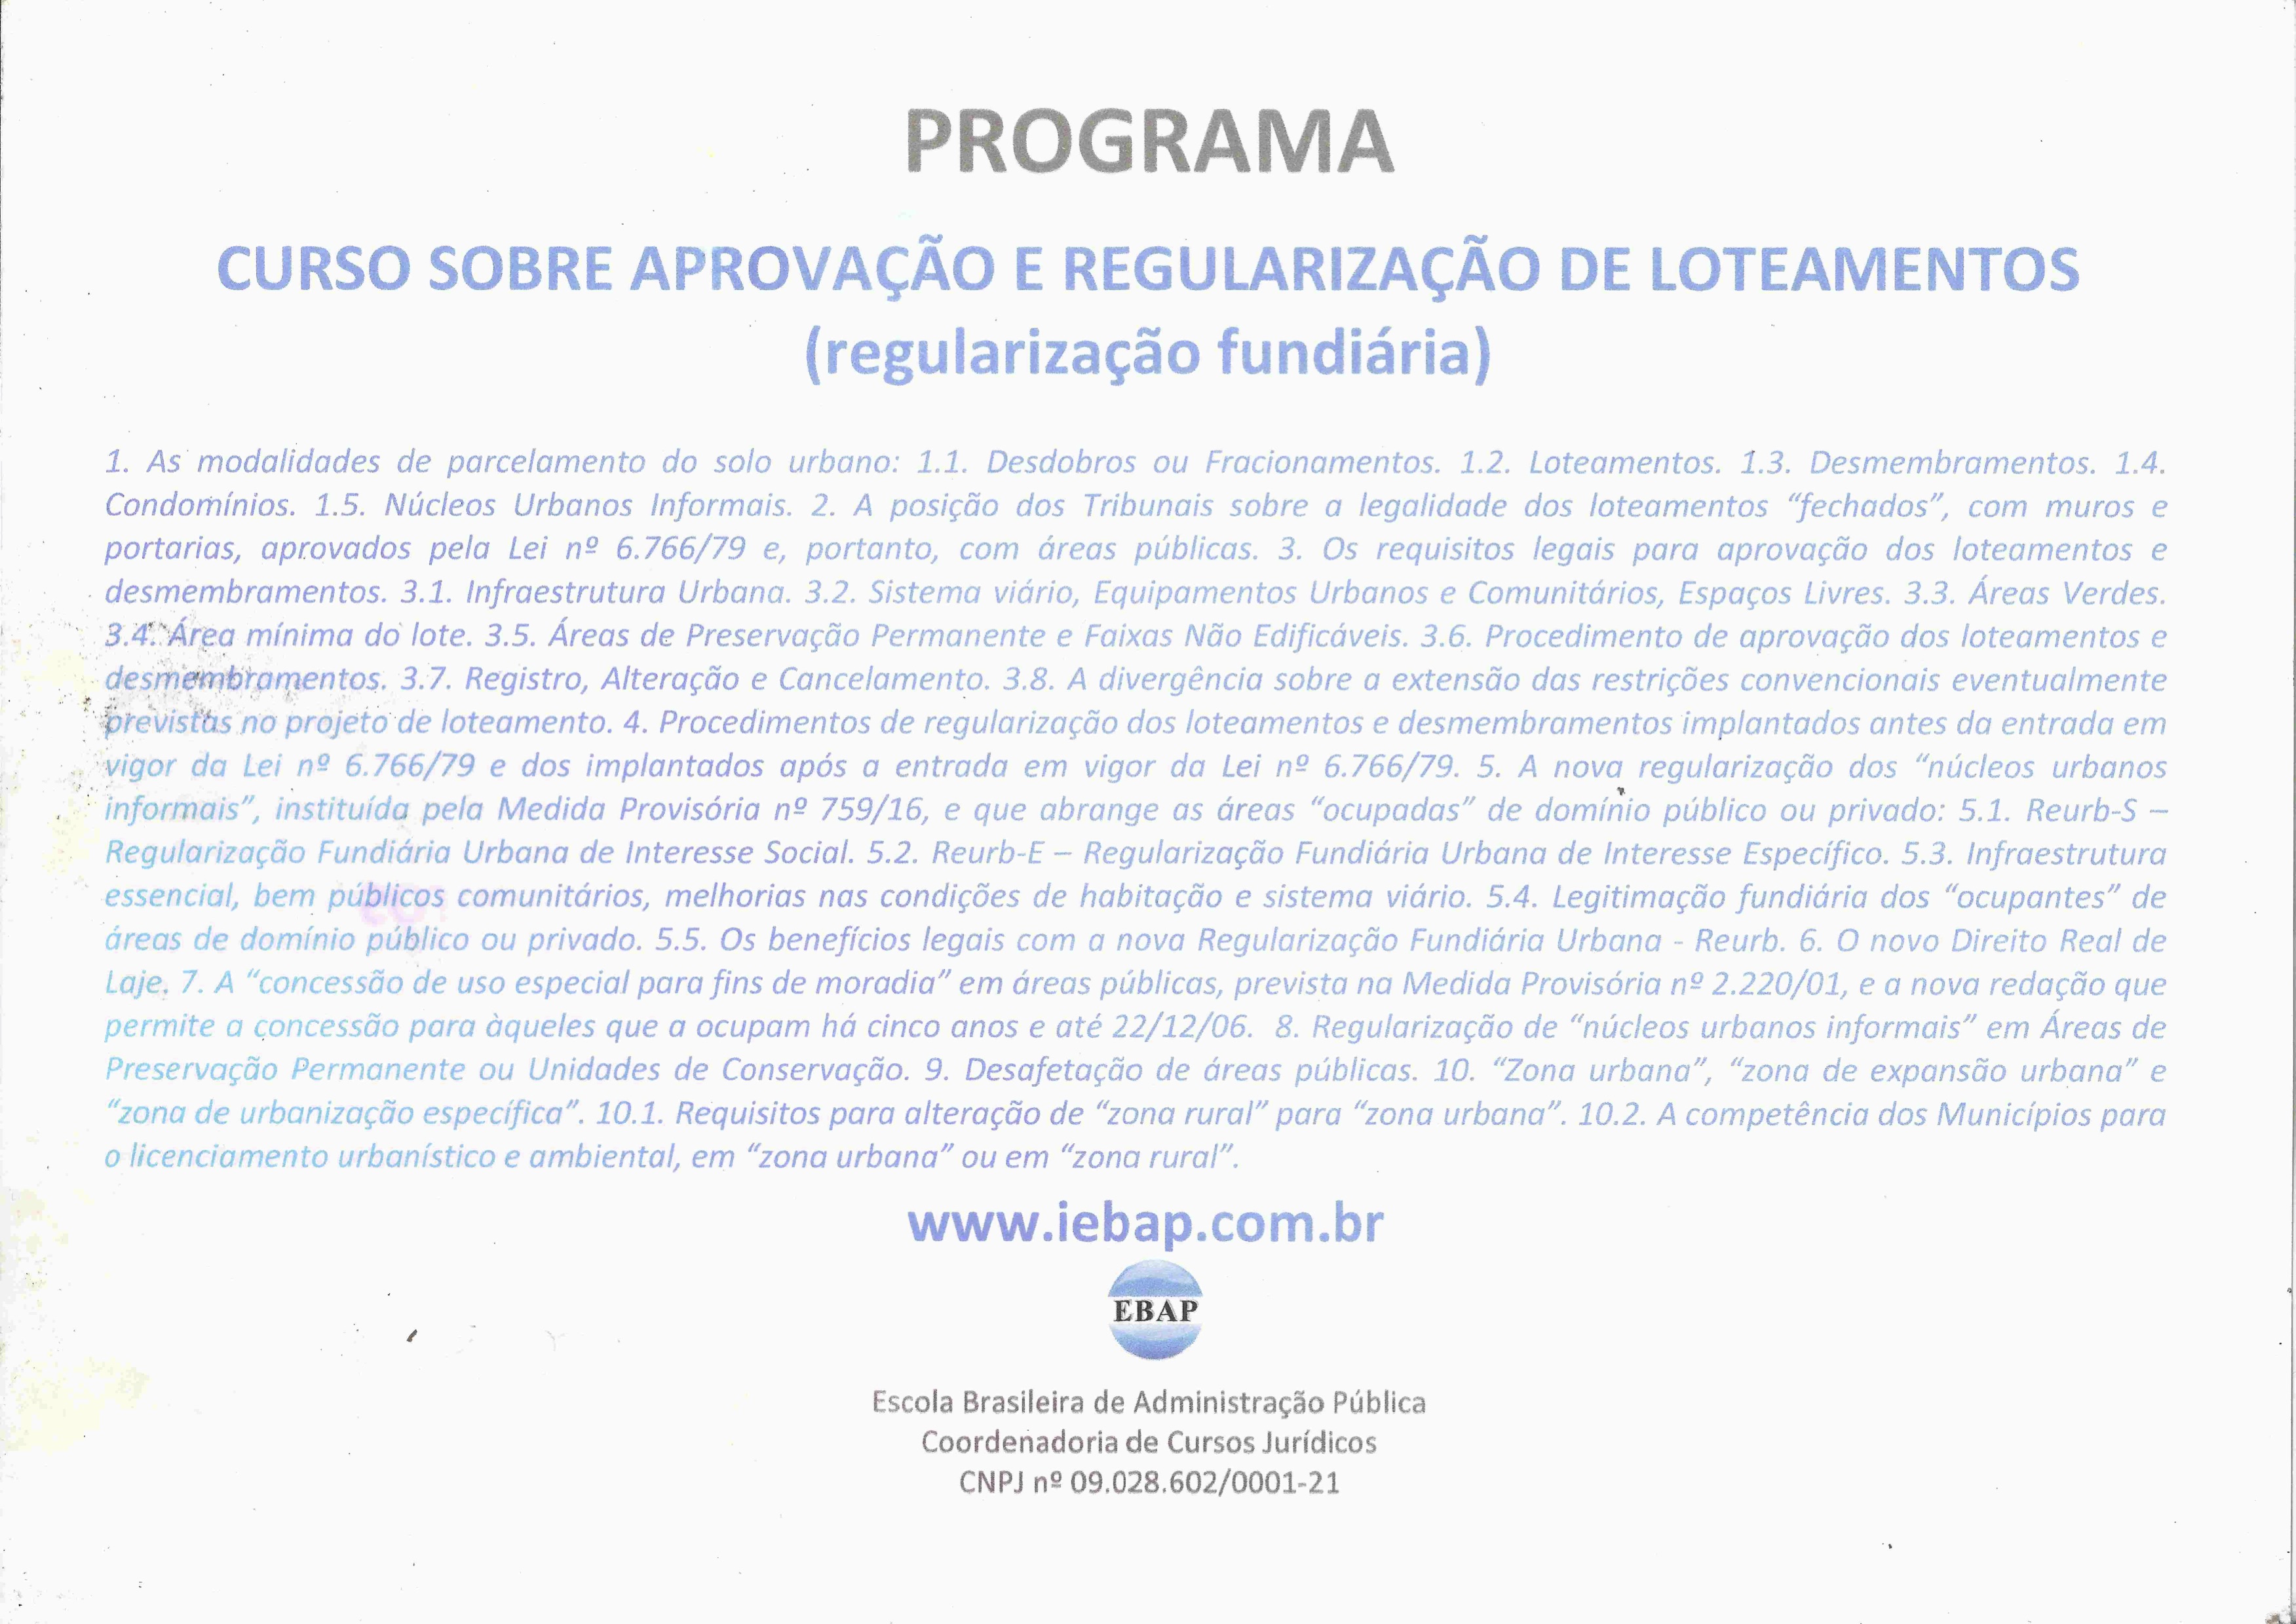 PROGRAMA
CURSO SOBRE APROVAÇÃO E REGULARIZAÇÃO DE LOTEAMENTOS
(regularização fundiária)
1. As modalidades de parcelamento do solo urbano: 1.1. Desdobros ou Fracionamentos. 1.2. Loteamentos. 1.3. Desmembramentos. 1.4.
Condomínios. 1.5. Núcleos Urbanos Informais. 2. A posição dos Tribunais sobre a legalidade dos loteamentos “fechados”, com muros e
portarias, aprovados pela Lei nº 6.766/79 e, portanto, com áreas públicas. 3. Os requisitos legais para aprovação dos loteamentos e
desmembramentos. 3.1. Infraestrutura Urbana. 3.2. Sistema viário, Equipamentos Urbanos e Comunitários, Espaços Livres. 3.3. Áreas Verdes.
3.4. Área mínima do lote. 3.5. Áreas de Preservação Permanente e Faixas Não Edificáveis. 3.6. Procedimento de aprovação dos loteamentos e
desmembramentos. 3.7. Registro, Alteração e Cancelamento. 3.8. A divergência sobre a extensão das restrições convencionais eventualmente
previstas no projeto de loteamento. 4. Procedimentos de regularização dos loteamentos e desmembramentos implantados antes da entrada em
vigor da Lei nº 6.766/79 e dos implantados após a entrada em vigor da Lei nº 6.766/79. 5. A nova regularização dos “núcleos urbanos
informais”, instituída pela Medida Provisória nº 759/16, e que abrange as áreas “ocupadas” de domínio público ou privado: 5.1. Reurb-S –
Regularização Fundiária Urbana de Interesse Social. 5.2. Reurb-E – Regularização Fundiária Urbana de Interesse Específico. 5.3. Infraestrutura
essencial, bem públicos comunitários, melhorias nas condições de habitação e sistema viário. 5.4. Legitimação fundiária dos “ocupantes” de
áreas de domínio público ou privado. 5.5. Os benefícios legais com a nova Regularização Fundiária Urbana - Reurb. 6. O novo Direito Real de
Laje. 7. A “concessão de uso especial para fins de moradia” em áreas públicas, prevista na Medida Provisória nº 2.220/01, e a nova redação que
permite a concessão para àqueles que a ocupam há cinco anos e até 22/12/06. 8. Regularização de “núcleos urbanos informais” em Áreas de
Preservação Permanente ou Unidades de Conservação. 9. Desafetação de áreas públicas. 10. “Zona urbana”, “zona de expansão urbana” e
“zona de urbanização específica”. 10.1. Requisitos para alteração de “zona rural” para “zona urbana”. 10.2. A competência dos Municípios para
o licenciamento urbanístico e ambiental, em “zona urbana” ou em “zona rural”.
www.iebap.com.br
EBAP
Escola Brasileira de Administração Pública
Coordenadoria de Cursos Jurídicos
CNPJ nº 09.028.602/0001-21